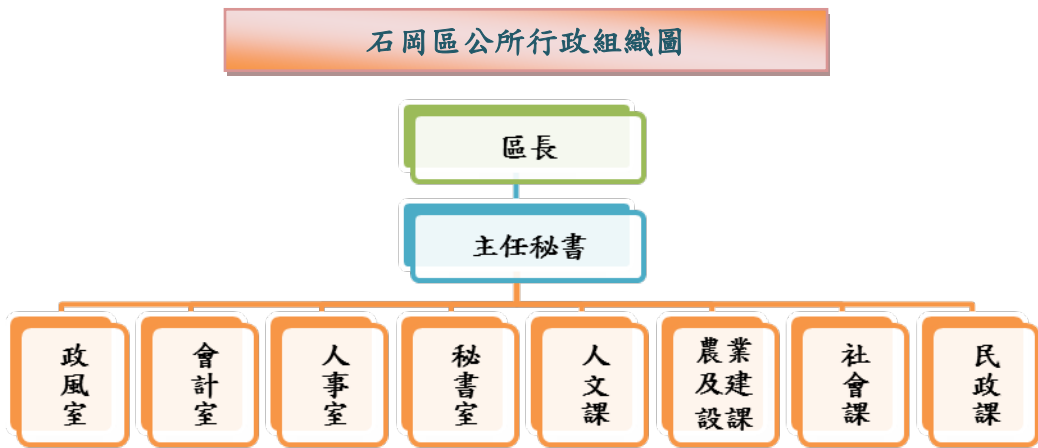 石岡區公所行政組織圖
區長
主任秘書
政風室
會計室
人事室
秘書室
人文課
農業及建設課
社會課
民政課